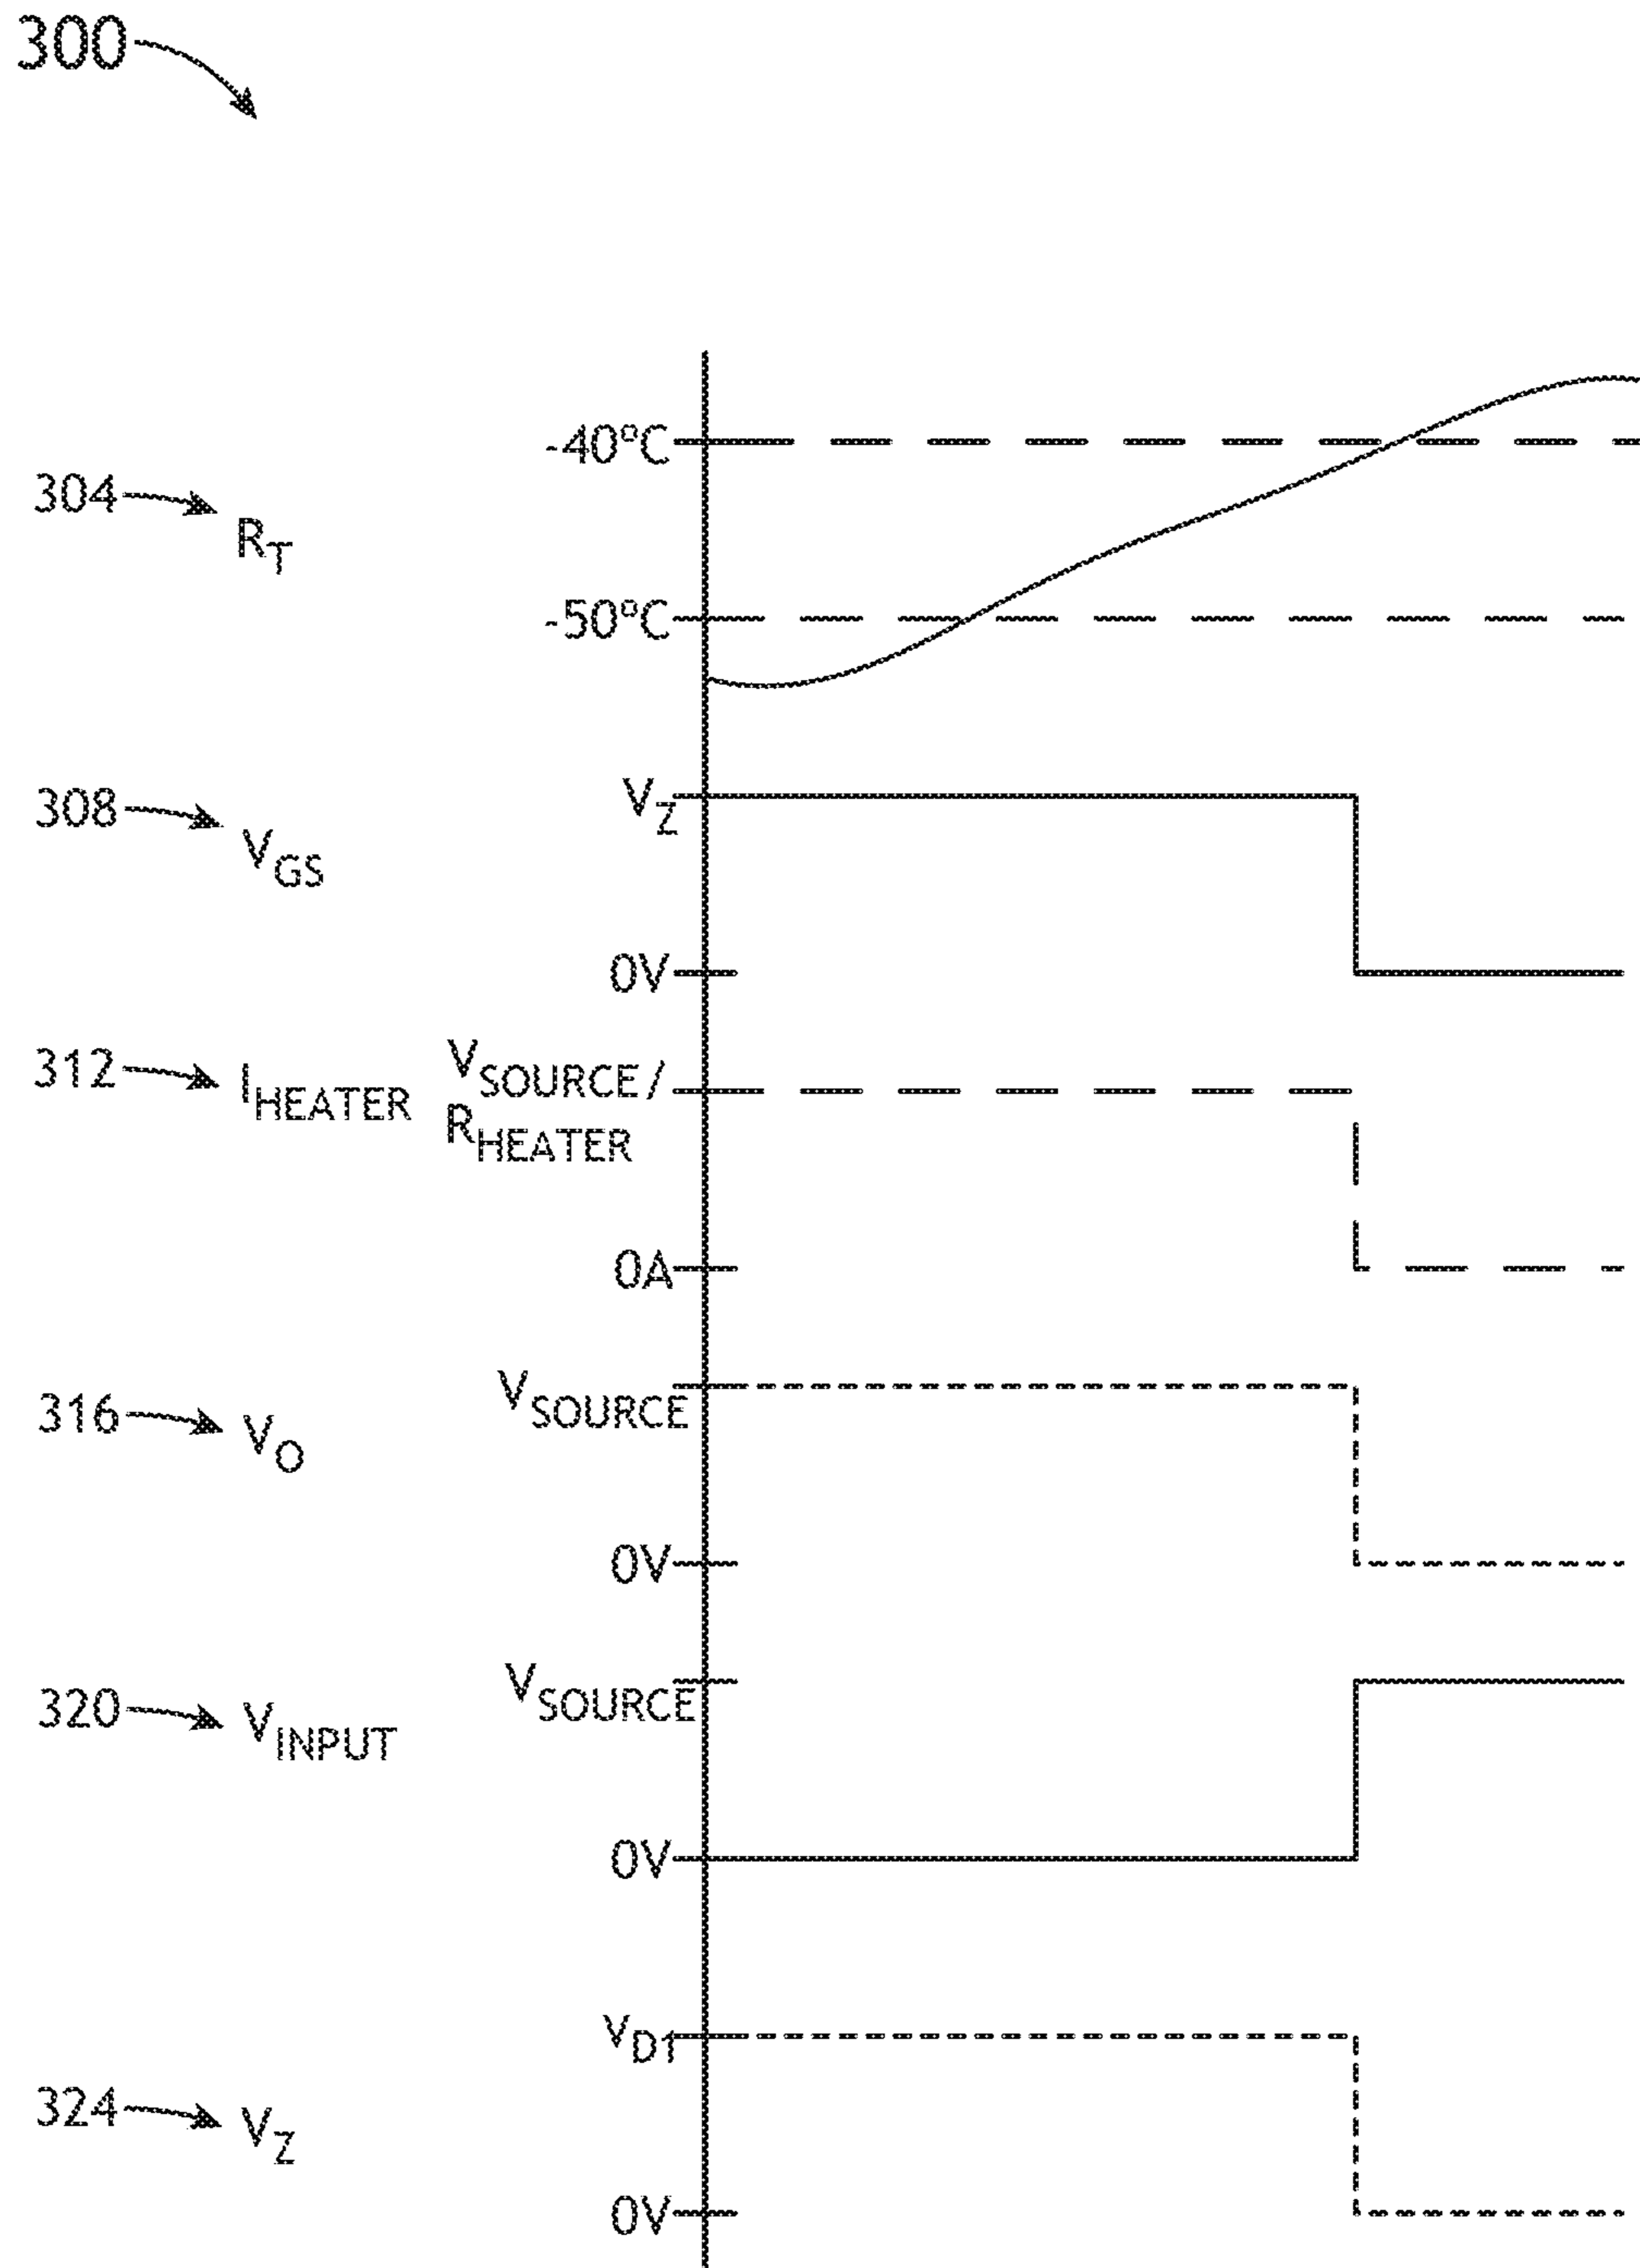 300
-40°C
304
R_T
-50°C
308
V_GS
V_Z
0V
312
I_HEATER
V_SOURCE/
R_HEATER
0A
316
V_O
V_SOURCE
0V
320
V_INPUT
V_SOURCE
0V
324
V_Z
V_D1
0V